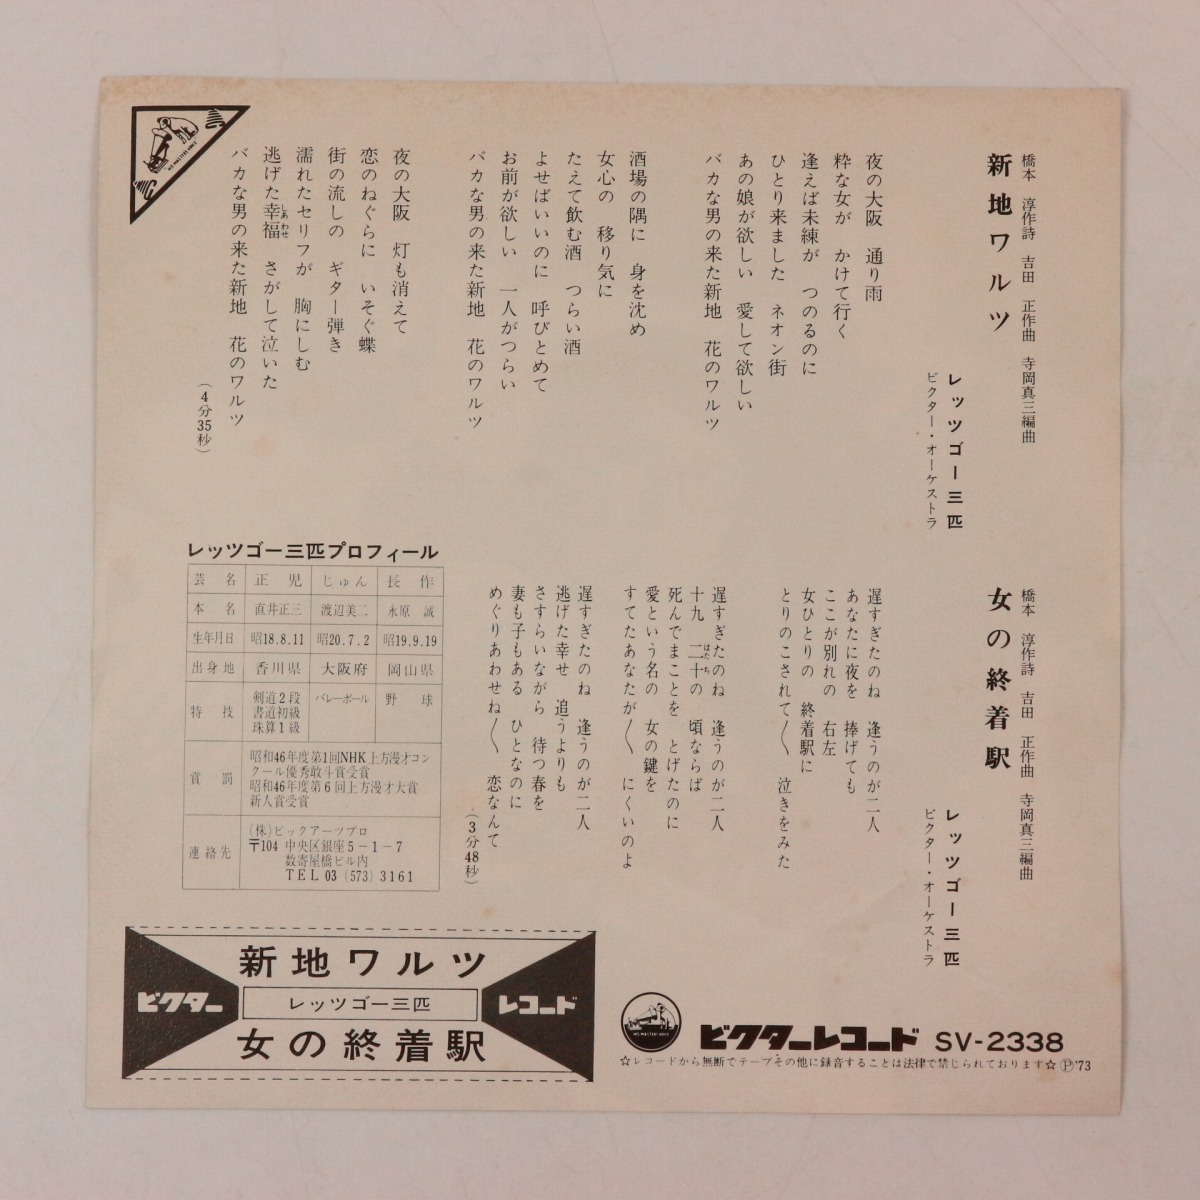 新地ワルツ
橋本 淳作詩 吉田 正作曲 寺岡真三編曲
レッツゴー三匹
ビクター・オーケストラ
夜の大阪 通り雨
粋な女が かけて行く
逢えば未練が つのるのに
ひとり来ました ネオン街
あの娘が欲しい 愛して欲しい
バカな男の来た新地 花のワルツ
酒場の隅に 身を沈め
女心の 移り気に
たえて飲む酒 つらい酒
よせばいいのに 呼びとめて
お前が欲しい 一人がつらい
バカな男の来た新地 花のワルツ
夜の大阪 灯も消えて
恋のねぐらに いそぐ蝶
街の流しの ギター弾き
濡れたセリフが 胸にしむ
逃げた幸福 さがして泣いた
しあわせ
バカな男の来た新地 花のワルツ
(4分35秒)
女の終着駅
橋本 淳作詩 吉田 正作曲 寺岡真三編曲
レッツゴー三匹
ビクター・オーケストラ
遅すぎたのね 逢うのが二人
あなたに夜を 捧げても
ここが別れの 右左
女ひとりの 終着駅に
とりのこされて〳〵 泣きをみた
遅すぎたのね 逢うのが二人
十九 二十の 頃ならば
はたち
死んでまことを とげたのに
愛という名の 女の鍵を
すてたあなたが〳〵 にくいのよ
遅すぎたのね 逢うのが二人
逃げた幸せ 追うよりも
さすらいながら 待つ春を
妻も子もある ひとなのに
めぐりあわせね〳〵 恋なんて
(3分48秒)
レッツゴー三匹プロフィール
芸名 正児 じゅん 長作
本名 直井正三 渡辺美二 永原誠
生年月日 昭18.8.11 昭20.7.2 昭19.9.19
出身地 香川県 大阪府 岡山県
特技 剣道2段 バレーボール 野球
書道初級
珠算1級
賞罰 昭和46年度第1回NHK上方漫才コン
クール優秀敢斗賞受賞
昭和46年度第6回上方漫才大賞
新人賞受賞
連絡先 (株)ビックアーツプロ
〒104 中央区銀座5-1-7
数寄屋橋ビル内
TEL 03 (573) 3161
新地ワルツ
ビクター レッツゴー三匹 レコード
女の終着駅
ビクターレコード SV-2338
☆レコードから無断でテープその他に録音することは法律で禁じられております☆ Ⓟ'73